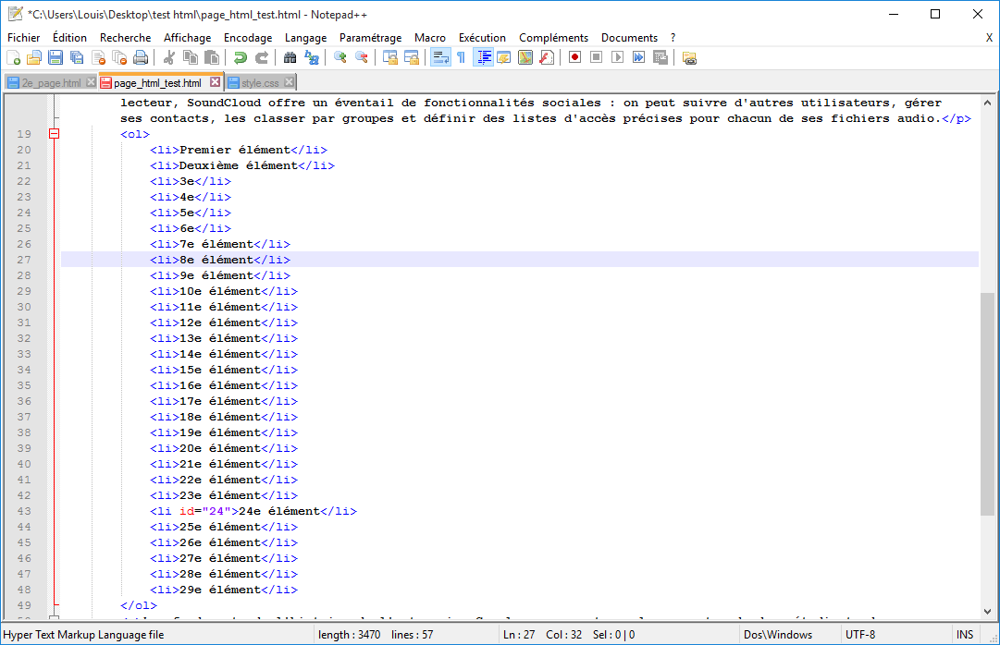 *C:\Users\Louis\Desktop\test html\page_html_test.html - Notepad++
Fichier Édition Recherche Affichage Encodage Langage Paramétrage Macro Exécution Compléments Documents ? X
2e_page.html page_html_test.html style.css
lecteur, SoundCloud offre un éventail de fonctionnalités sociales : on peut suivre d'autres utilisateurs, gérer
ses contacts, les classer par groupes et définir des listes d'accès précises pour chacun de ses fichiers audio.</p>
19 <ol>
20 <li>Premier élément</li>
21 <li>Deuxième élément</li>
22 <li>3e</li>
23 <li>4e</li>
24 <li>5e</li>
25 <li>6e</li>
26 <li>7e élément</li>
27 <li>8e élément</li>
28 <li>9e élément</li>
29 <li>10e élément</li>
30 <li>11e élément</li>
31 <li>12e élément</li>
32 <li>13e élément</li>
33 <li>14e élément</li>
34 <li>15e élément</li>
35 <li>16e élément</li>
36 <li>17e élément</li>
37 <li>18e élément</li>
38 <li>19e élément</li>
39 <li>20e élément</li>
40 <li>21e élément</li>
41 <li>22e élément</li>
42 <li>23e élément</li>
43 <li id="24">24e élément</li>
44 <li>25e élément</li>
45 <li>26e élément</li>
46 <li>27e élément</li>
47 <li>28e élément</li>
48 <li>29e élément</li>
49 </ol>
Hyper Text Markup Language file length : 3470 lines : 57 Ln : 27 Col : 32 Sel : 0 | 0 Dos\Windows UTF-8 INS